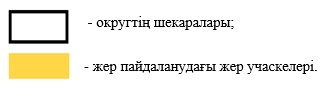 - округтің шекаралары;
- жер пайдаланудағы жер учаскелері.